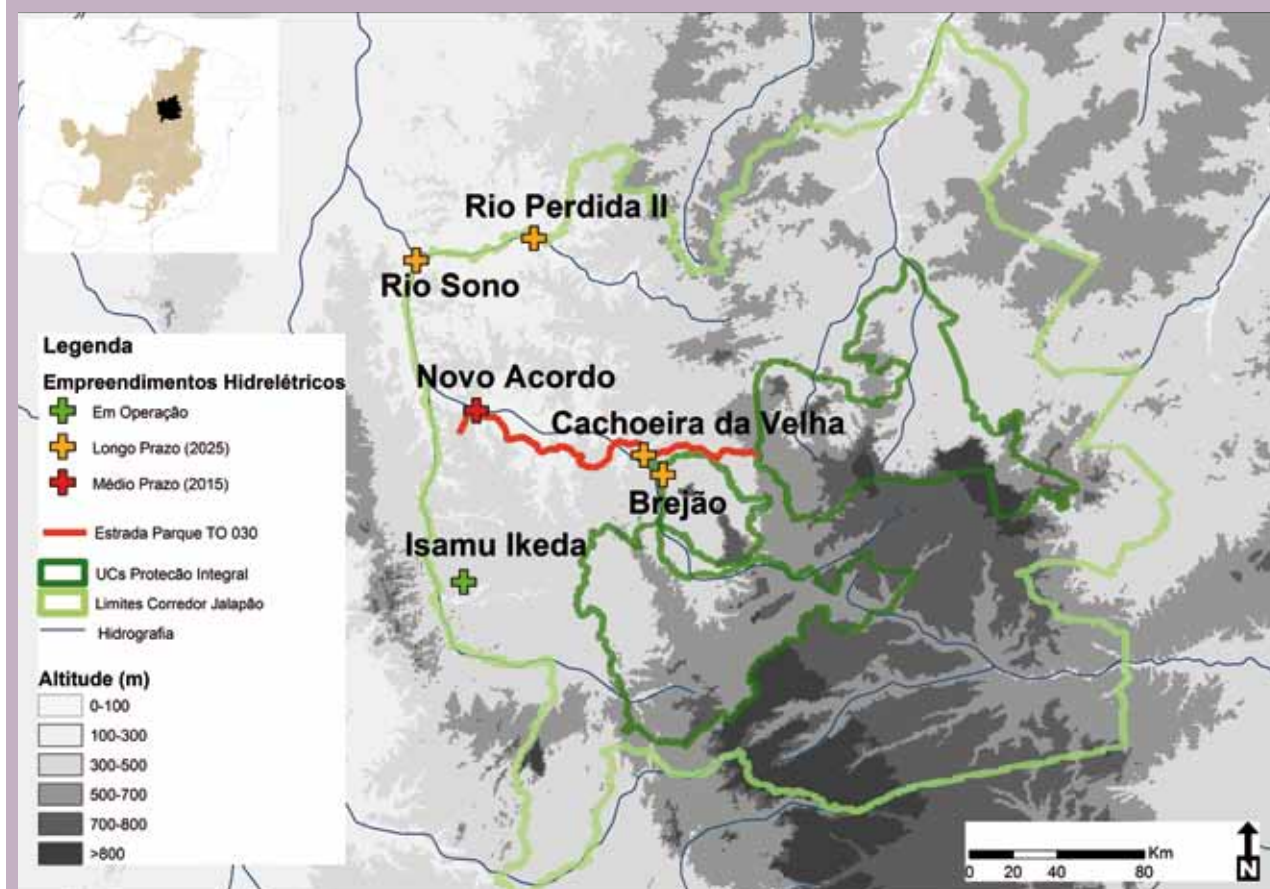 Rio Perdida II
Rio Sono
Legenda
Empreendimentos Hidrelétricos
Em Operação
Longo Prazo (2025)
Médio Prazo (2015)
Estrada Parque TO 030
UCs Protecão Integral
Limites Corredor Jalapão
Hidrografia
Altitude (m)
0-100
100-300
300-500
500-700
700-800
>800
Novo Acordo
Cachoeira da Velha
Brejão
Isamu Ikeda
Km
0 20 40 80
N